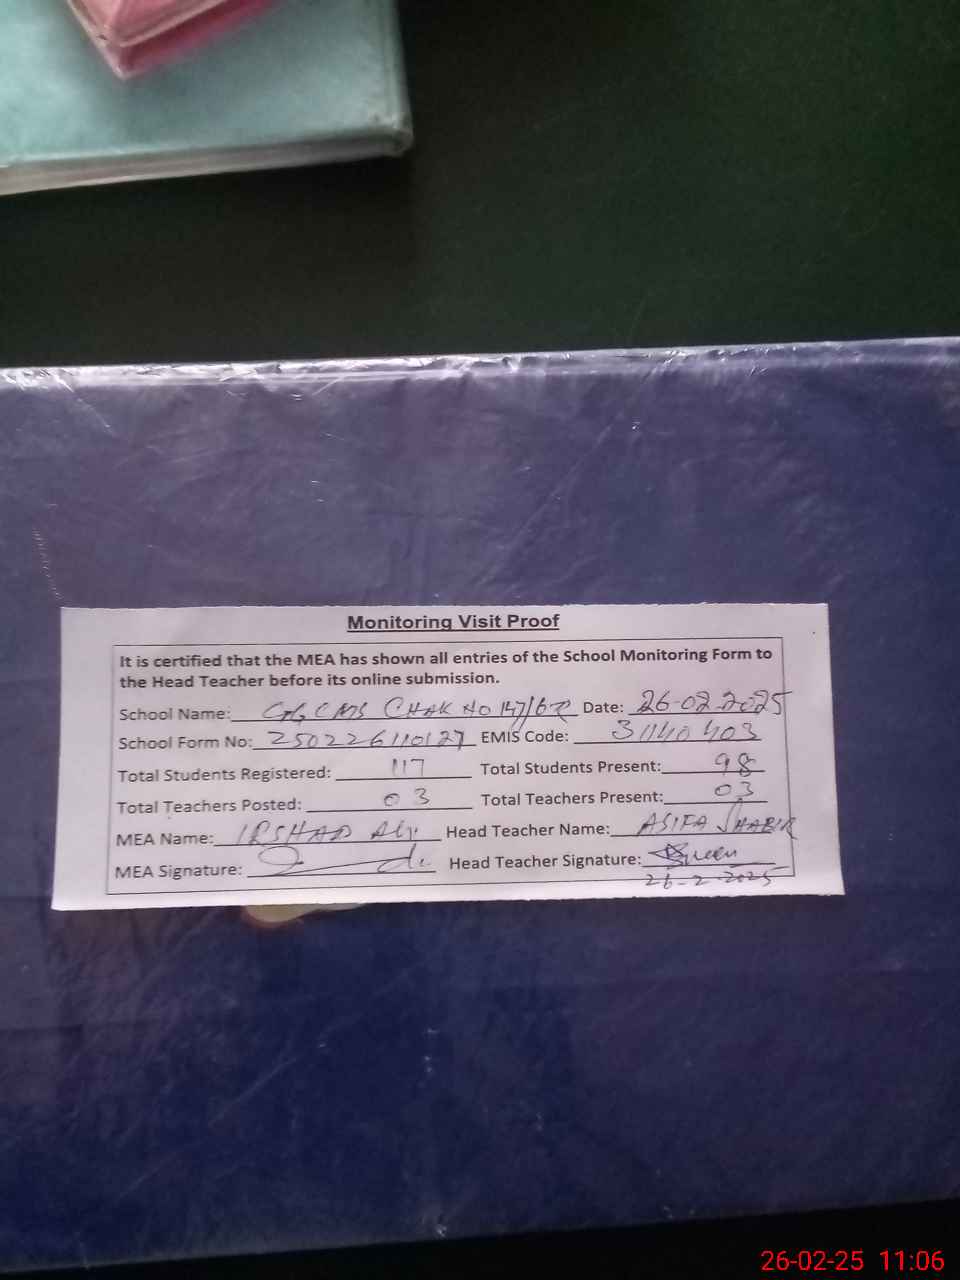 Monitoring Visit Proof
It is certified that the MEA has shown all entries of the School Monitoring Form to
the Head Teacher before its online submission.
School Name: CHAK NO 147/6R Date: 26-02-2025
School Form No: 250226110127 EMIS Code: 31140403
Total Students Registered: 117 Total Students Present: 98
Total Teachers Posted: 03 Total Teachers Present: 03
MEA Name: IRSHAD Ali Head Teacher Name: ASIFA SHABIR
MEA Signature: Head Teacher Signature:
26-2-2025
26-02-25 11:06